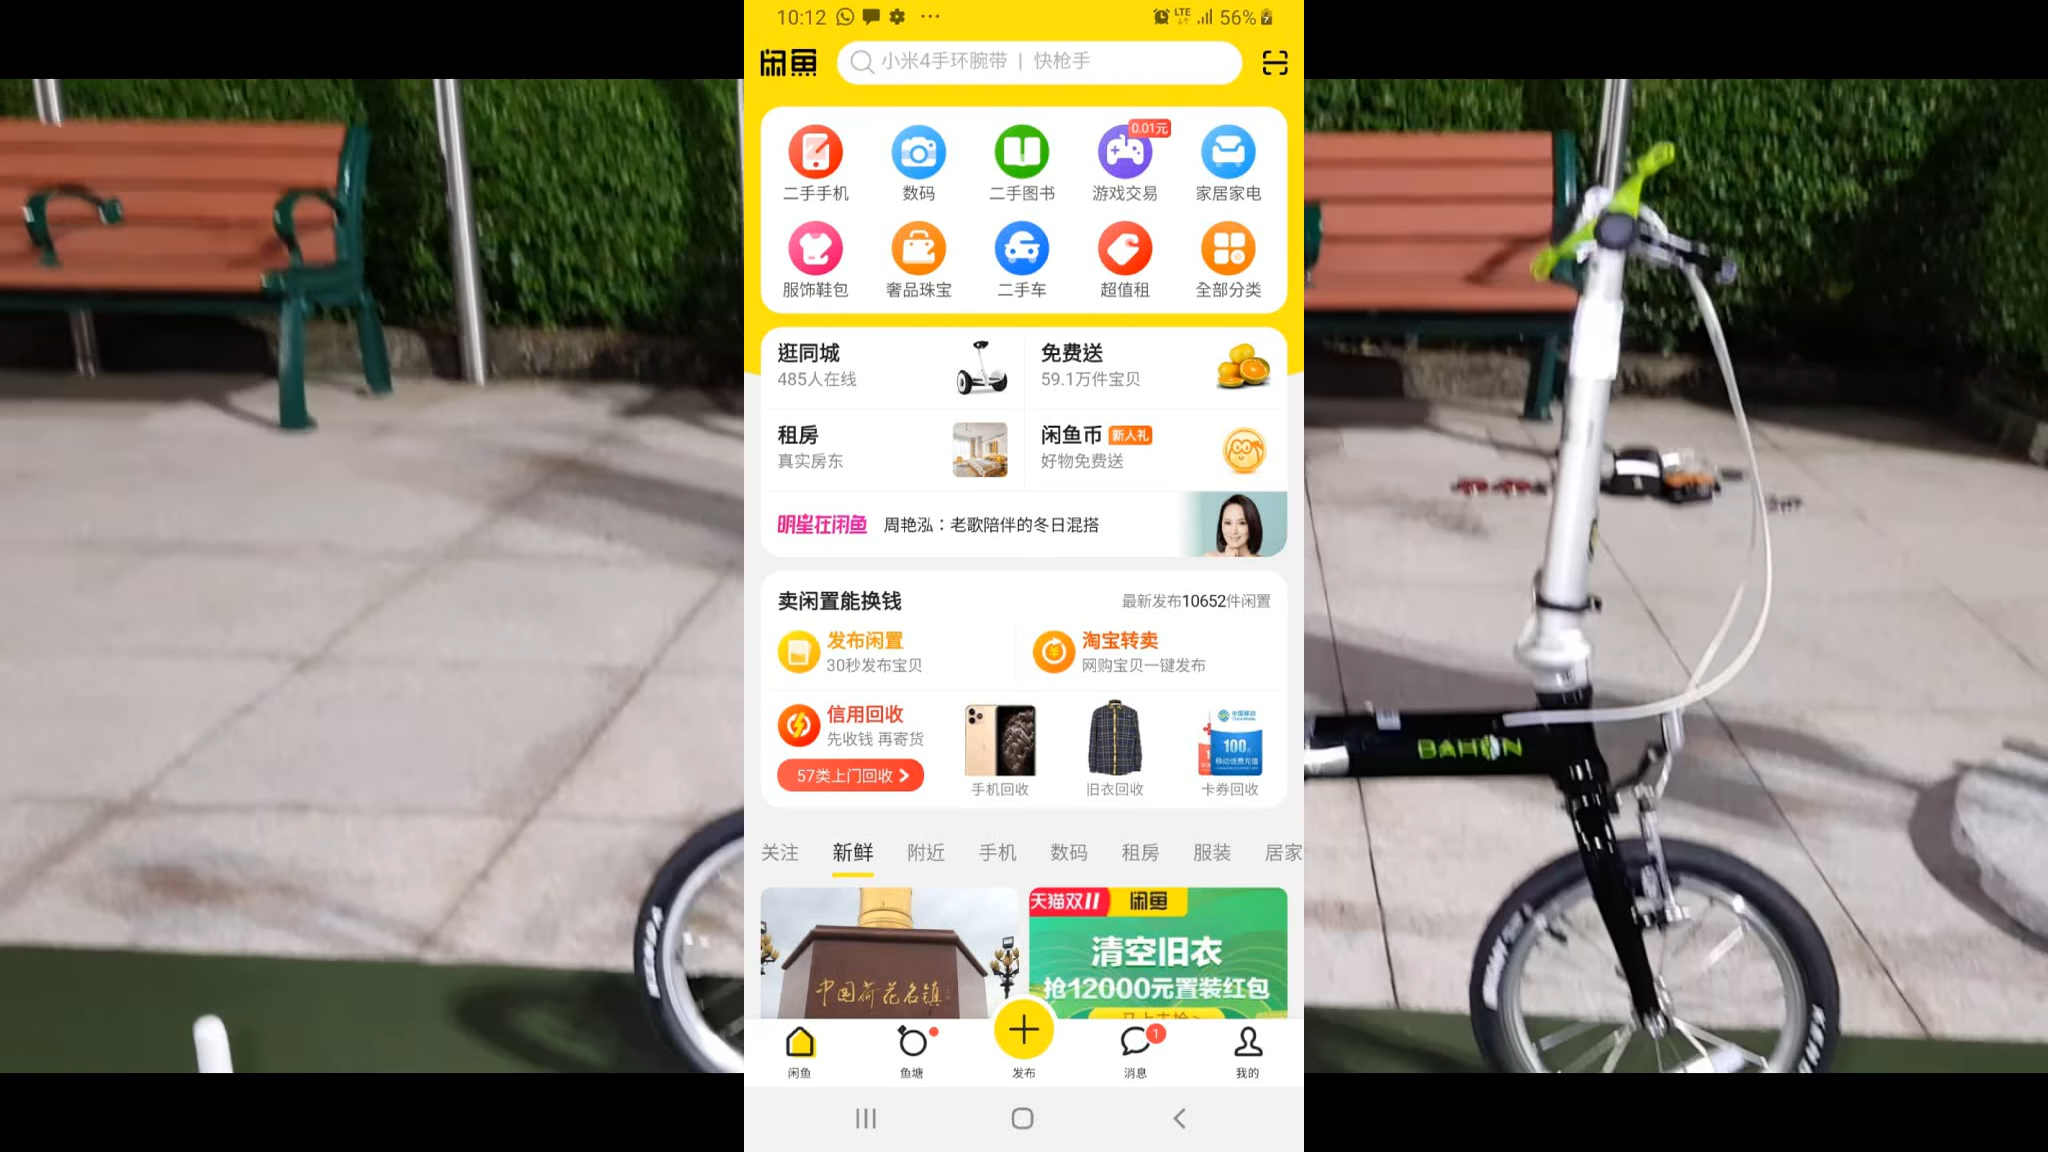 10:12
LTE
56%
闲鱼
小米4手环腕带 | 快枪手
0.01元
二手手机
数码
二手图书
游戏交易
家居家电
服饰鞋包
奢品珠宝
二手车
超值租
全部分类
逛同城
485人在线
免费送
59.1万件宝贝
租房
真实房东
闲鱼币
新人礼
好物免费送
明星在闲鱼
周艳泓：老歌陪伴的冬日混搭
卖闲置能换钱
最新发布10652件闲置
发布闲置
30秒发布宝贝
淘宝转卖
网购宝贝一键发布
信用回收
先收钱 再寄货
57类上门回收
中国移动
100
移动话费充值
手机回收
旧衣回收
卡券回收
关注
新鲜
附近
手机
数码
租房
服装
居家
中国荷花名镇
天猫双11
闲鱼
清空旧衣
抢12000元置装红包
闲鱼
鱼塘
发布
1
消息
我的